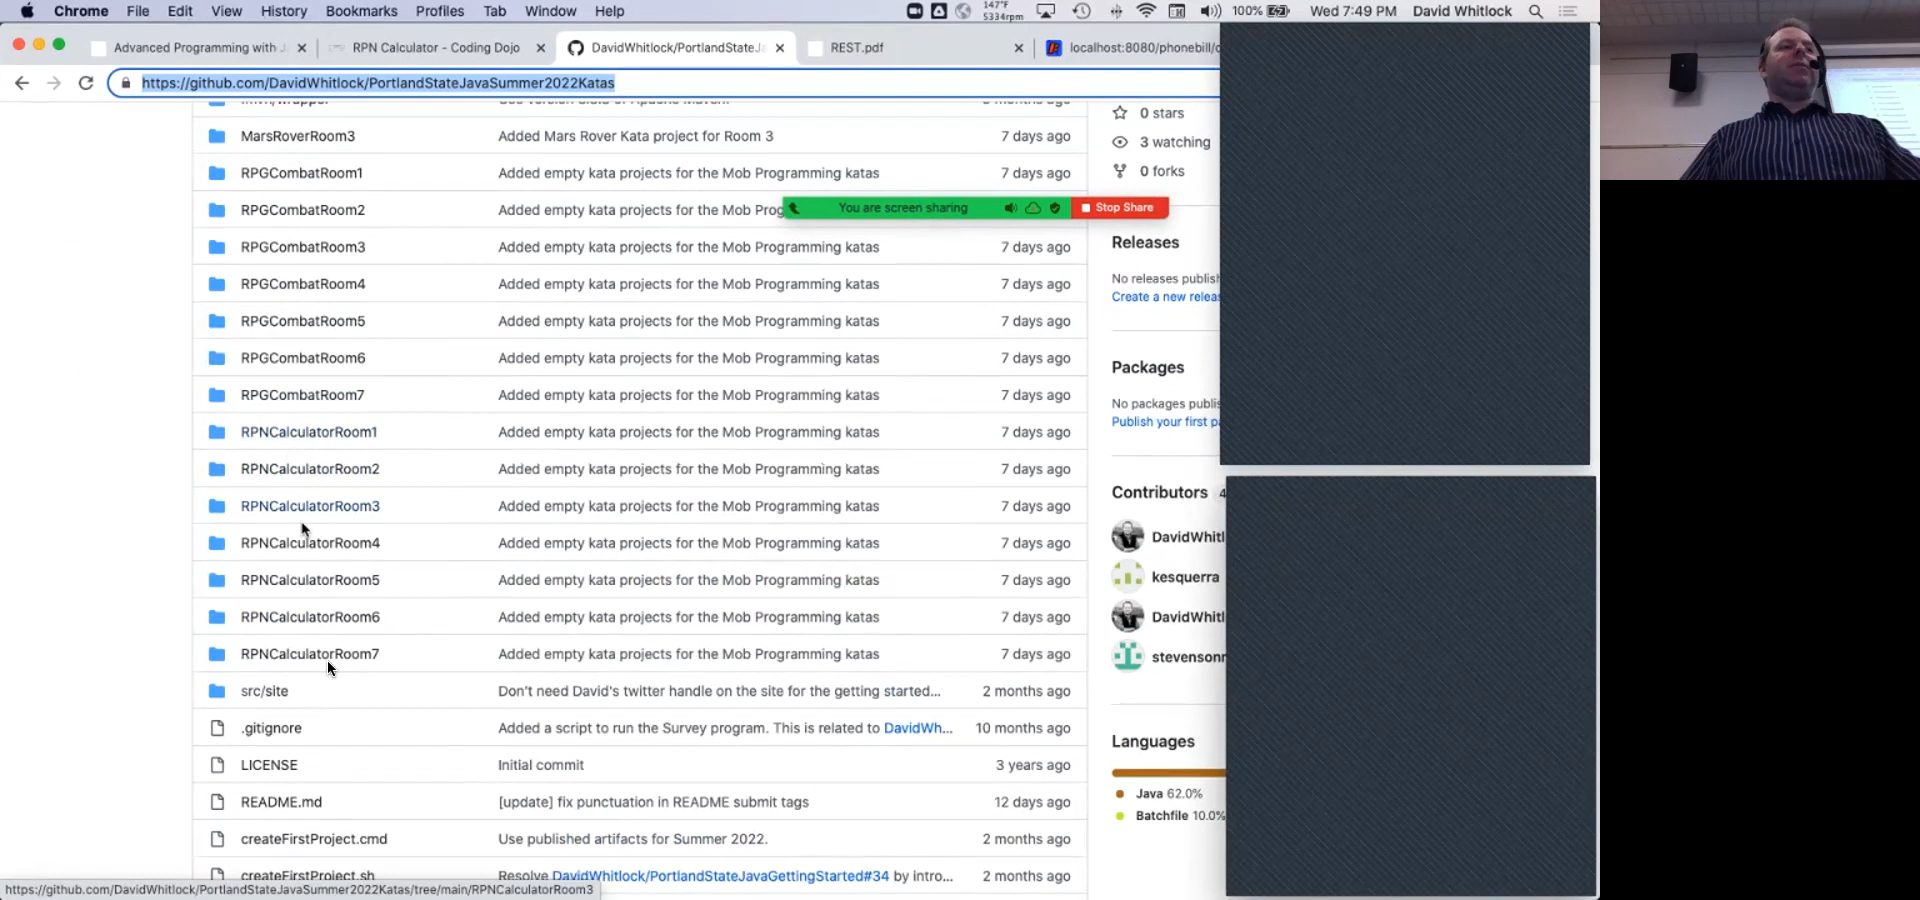 Chrome File Edit View History Bookmarks Profiles Tab Window Help 147°F 5334rpm 100% Wed 7:49 PM David Whitlock
Advanced Programming with J
RPN Calculator - Coding Dojo
DavidWhitlock/PortlandStateJa
REST.pdf
localhost:8080/phonebill/c
https://github.com/DavidWhitlock/PortlandStateJavaSummer2022Katas
MarsRoverRoom3 Added Mars Rover Kata project for Room 3 7 days ago
RPGCombatRoom1 Added empty kata projects for the Mob Programming katas 7 days ago
RPGCombatRoom2 Added empty kata projects for the Mob Prog 7 days ago
You are screen sharing Stop Share
RPGCombatRoom3 Added empty kata projects for the Mob Programming katas 7 days ago
RPGCombatRoom4 Added empty kata projects for the Mob Programming katas 7 days ago
RPGCombatRoom5 Added empty kata projects for the Mob Programming katas 7 days ago
RPGCombatRoom6 Added empty kata projects for the Mob Programming katas 7 days ago
RPGCombatRoom7 Added empty kata projects for the Mob Programming katas 7 days ago
RPNCalculatorRoom1 Added empty kata projects for the Mob Programming katas 7 days ago
RPNCalculatorRoom2 Added empty kata projects for the Mob Programming katas 7 days ago
RPNCalculatorRoom3 Added empty kata projects for the Mob Programming katas 7 days ago
RPNCalculatorRoom4 Added empty kata projects for the Mob Programming katas 7 days ago
RPNCalculatorRoom5 Added empty kata projects for the Mob Programming katas 7 days ago
RPNCalculatorRoom6 Added empty kata projects for the Mob Programming katas 7 days ago
RPNCalculatorRoom7 Added empty kata projects for the Mob Programming katas 7 days ago
src/site Don't need David's twitter handle on the site for the getting started... 2 months ago
.gitignore Added a script to run the Survey program. This is related to DavidWh... 10 months ago
LICENSE Initial commit 3 years ago
README.md [update] fix punctuation in README submit tags 12 days ago
createFirstProject.cmd Use published artifacts for Summer 2022. 2 months ago
createFirstProject.sh Resolve DavidWhitlock/PortlandStateJavaGettingStarted#34 by intro... 2 months ago
https://github.com/DavidWhitlock/PortlandStateJavaSummer2022Katas/tree/main/RPNCalculatorRoom3
0 stars
3 watching
0 forks
Releases
No releases publis
Create a new relea
Packages
No packages publis
Publish your first p
Contributors 4
DavidWhitl
kesquerra
DavidWhitl
stevensonr
Languages
Java 62.0%
Batchfile 10.0%